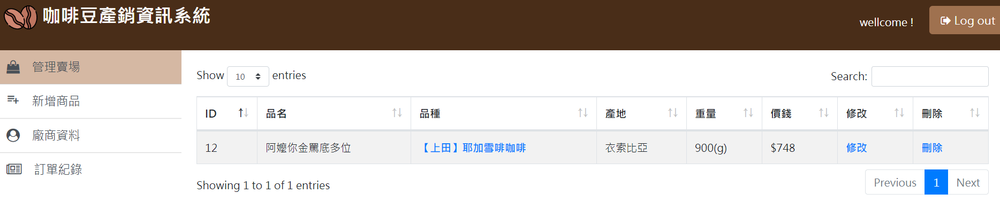 咖啡豆產銷資訊系統
wellcome !
Log out
管理賣場
新增商品
廠商資料
訂單紀錄
Show 10 entries
Search:
ID 品名 品種 產地 重量 價錢 修改 刪除
12 阿嬤你金罵底多位 【上田】耶加雪啡咖啡 衣索比亞 900(g) $748 修改 刪除
Showing 1 to 1 of 1 entries
Previous 1 Next